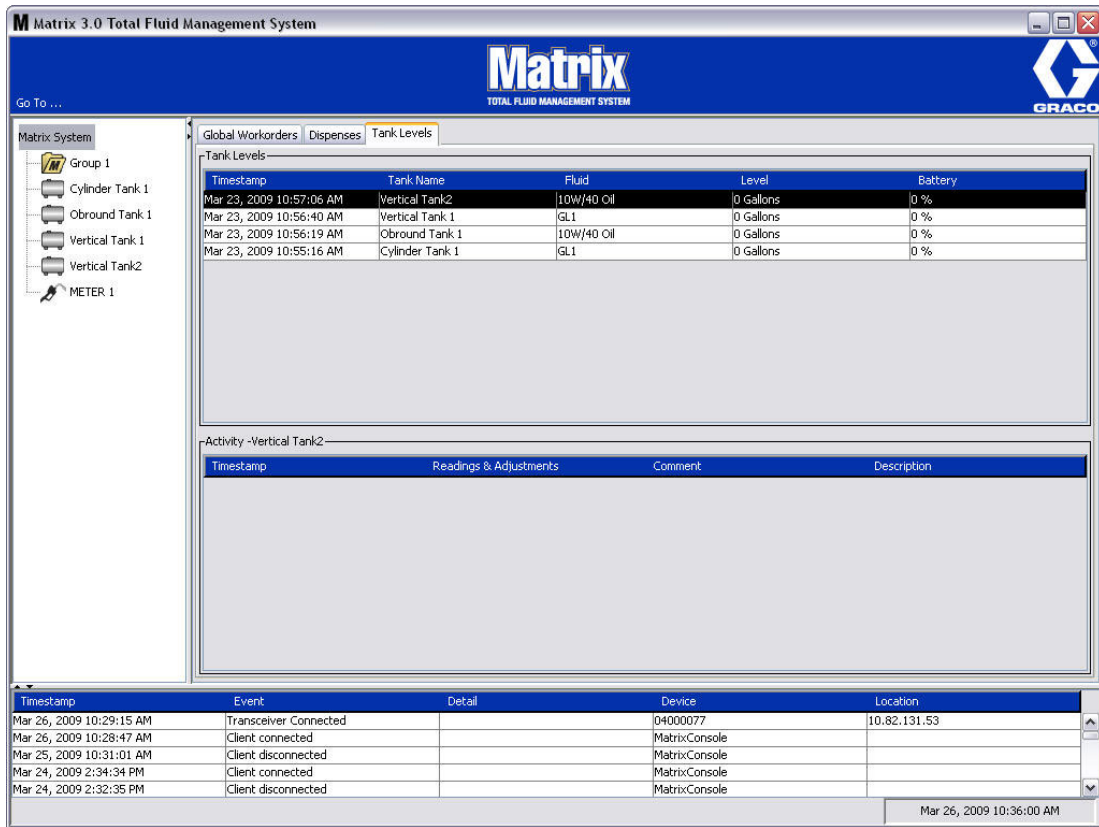 M Matrix 3.0 Total Fluid Management System
Matrix
TOTAL FLUID MANAGEMENT SYSTEM
Go To ...
GRACO
Matrix System
Group 1
Cylinder Tank 1
Obround Tank 1
Vertical Tank 1
Vertical Tank2
METER 1
Global Workorders Dispenses Tank Levels
Tank Levels
Timestamp Tank Name Fluid Level Battery
Mar 23, 2009 10:57:06 AM Vertical Tank2 10W/40 Oil 0 Gallons 0 %
Mar 23, 2009 10:56:40 AM Vertical Tank 1 GL1 0 Gallons 0 %
Mar 23, 2009 10:56:19 AM Obround Tank 1 10W/40 Oil 0 Gallons 0 %
Mar 23, 2009 10:55:16 AM Cylinder Tank 1 GL1 0 Gallons 0 %
Activity -Vertical Tank2
Timestamp Readings & Adjustments Comment Description
Timestamp Event Detail Device Location
Mar 26, 2009 10:29:15 AM Transceiver Connected 04000077 10.82.131.53
Mar 26, 2009 10:28:47 AM Client connected MatrixConsole
Mar 25, 2009 10:31:01 AM Client disconnected MatrixConsole
Mar 24, 2009 2:34:34 PM Client connected MatrixConsole
Mar 24, 2009 2:32:35 PM Client disconnected MatrixConsole
Mar 26, 2009 10:36:00 AM